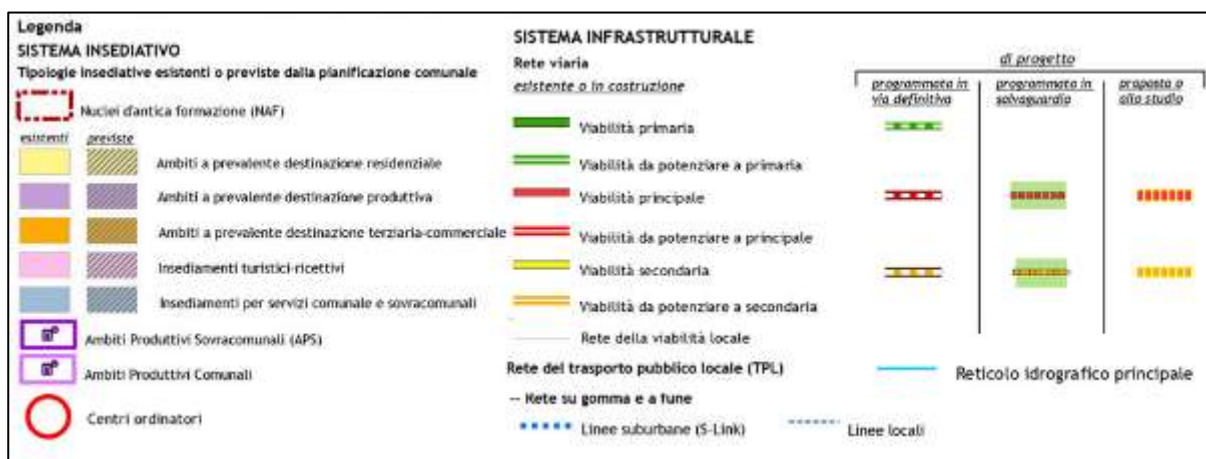 Legenda
SISTEMA INSEDIATIVO
Tipologie insediative esistenti o previste dalla pianificazione comunale
Nuclei d'antica formazione (NAF)
esistenti previste
Ambiti a prevalente destinazione residenziale
Ambiti a prevalente destinazione produttiva
Ambiti a prevalente destinazione terziaria-commerciale
Insediamenti turistici-ricettivi
Insediamenti per servizi comunale e sovracomunali
Ambiti Produttivi Sovracomunali (APS)
Ambiti Produttivi Comunali
Centri ordinatori
SISTEMA INFRASTRUTTURALE
Rete viaria
esistente o in costruzione
di progetto
programmata in via definitiva
programmata in salvaguardia
proposta o allo studio
Viabilità primaria
Viabilità da potenziare a primaria
Viabilità principale
Viabilità da potenziare a principale
Viabilità secondaria
Viabilità da potenziare a secondaria
Rete della viabilità locale
Rete del trasporto pubblico locale (TPL)
-- Rete su gomma e a fune
Linee suburbane (S-Link)
Linee locali
Reticolo idrografico principale